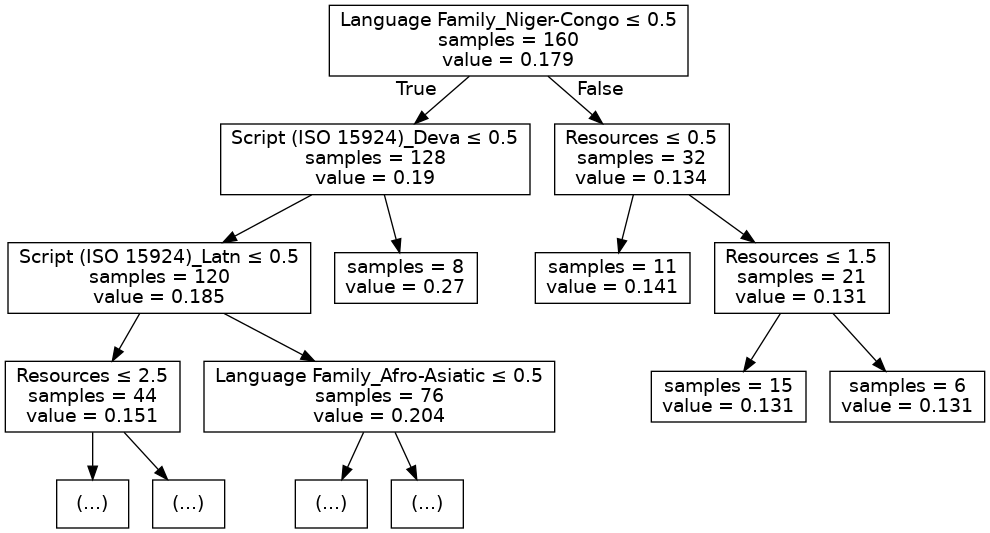 Language Family_Niger-Congo ≤ 0.5
samples = 160
value = 0.179
True
False
Script (ISO 15924)_Deva ≤ 0.5
samples = 128
value = 0.19
Resources ≤ 0.5
samples = 32
value = 0.134
Script (ISO 15924)_Latn ≤ 0.5
samples = 120
value = 0.185
samples = 8
value = 0.27
samples = 11
value = 0.141
Resources ≤ 1.5
samples = 21
value = 0.131
Resources ≤ 2.5
samples = 44
value = 0.151
Language Family_Afro-Asiatic ≤ 0.5
samples = 76
value = 0.204
samples = 15
value = 0.131
samples = 6
value = 0.131
(...)
(...)
(...)
(...)